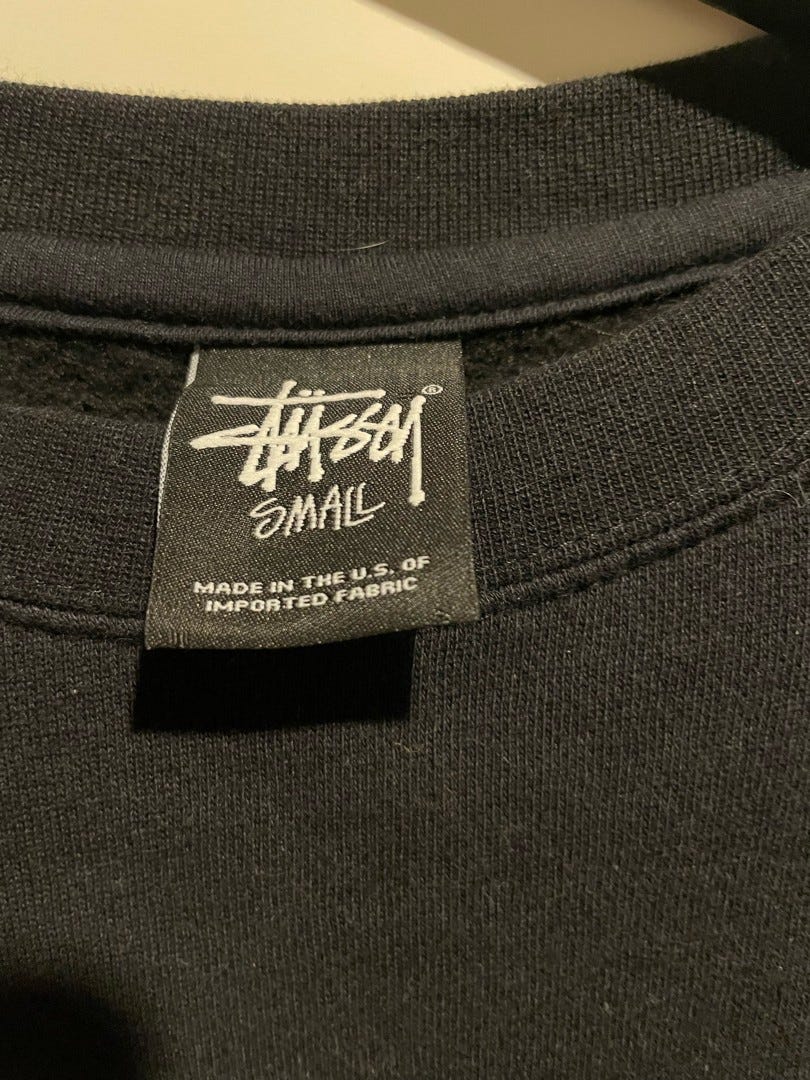 Stüssy®
SMALL
MADE IN THE U.S. OF
IMPORTED FABRIC